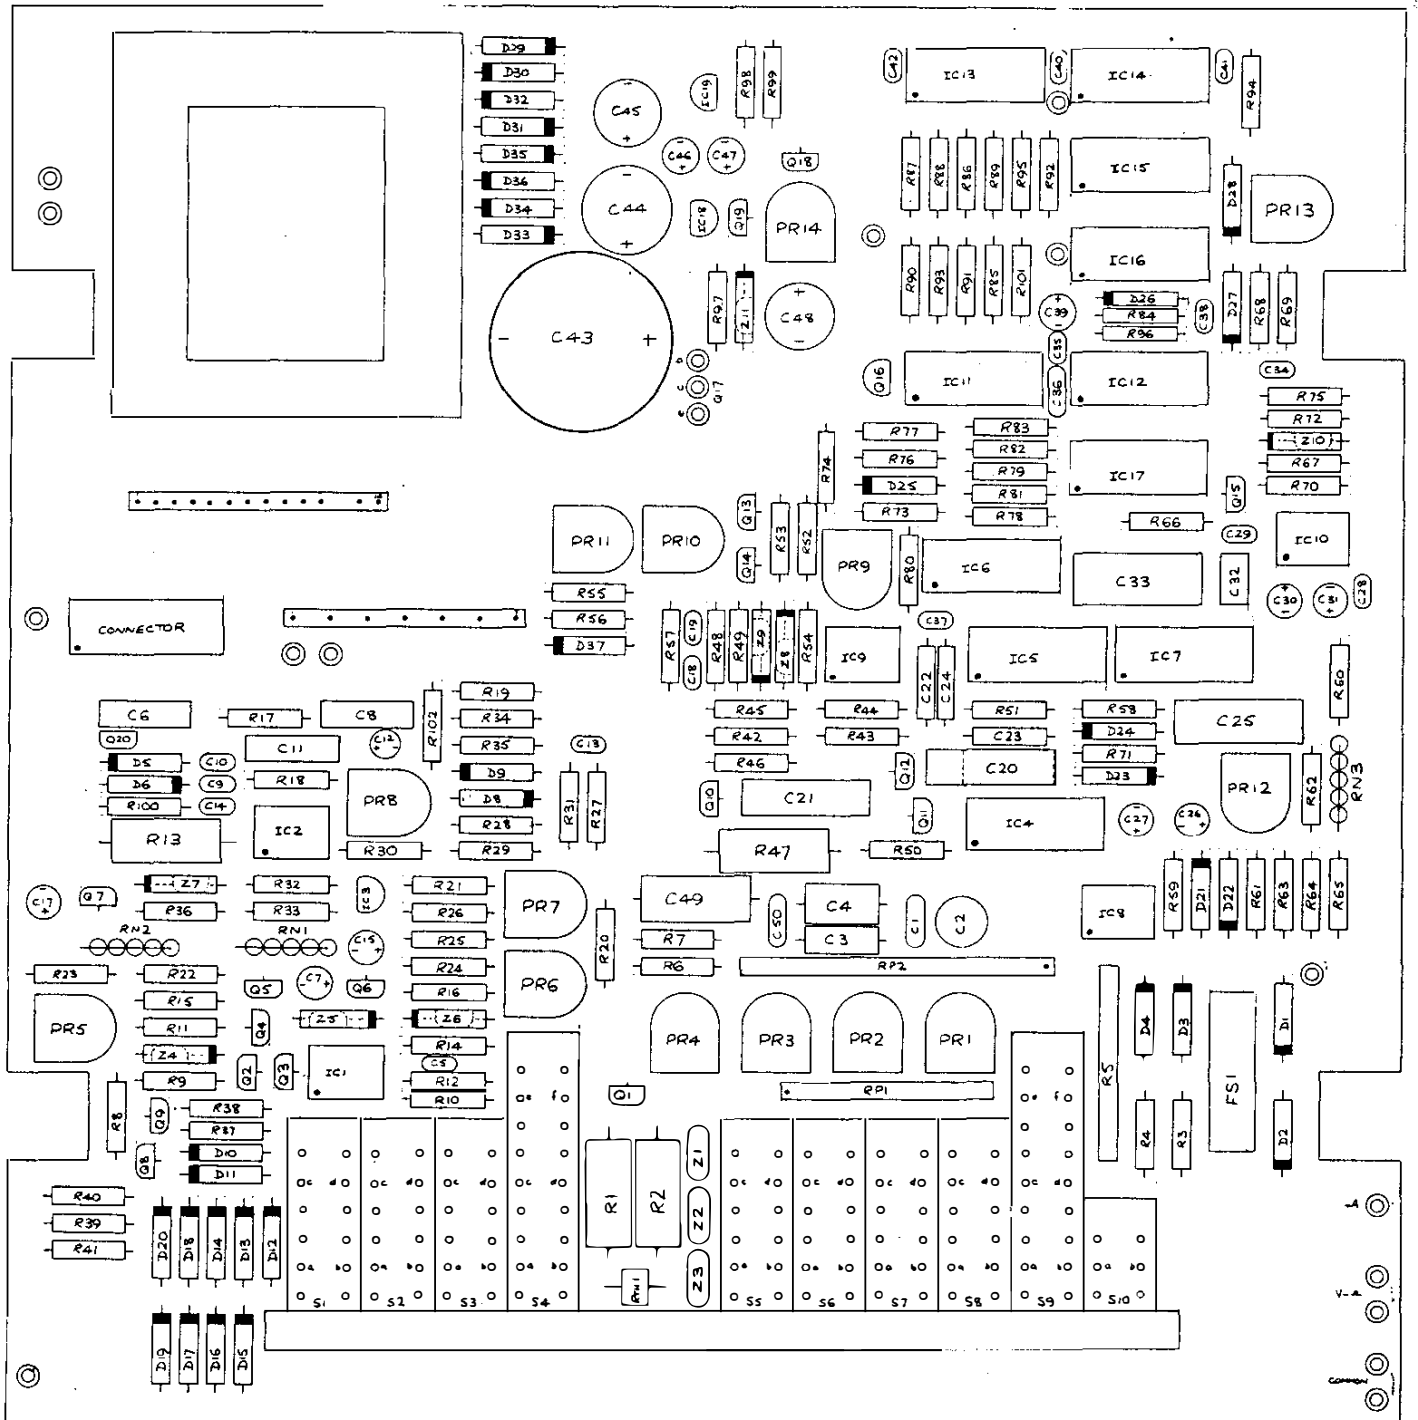 D29
D30
D32
D31
D35
D36
D34
D33
C45
C46
C47
C44
C43
IC19
R98
R99
Q18
IC18
Q19
PR14
R97
Z11
C48
D
C
E
Q17
C42
IC13
C40
IC14
C41
R94
R87
R88
R86
R89
R95
R92
IC15
D28
PR13
R90
R93
R91
R85
R101
IC16
C39
D26
R84
R96
C38
D27
R68
R69
C35
C36
Q16
IC11
IC12
C34
R75
R72
Z10
R67
R70
R77
R76
D25
R73
R74
R83
R82
R79
R81
R78
IC17
Q15
R66
C29
IC10
PR11
PR10
Q13
Q14
R53
R52
PR9
R80
IC6
C33
C32
C30
C31
C28
CONNECTOR
R55
R56
D37
R57
C19
C18
R48
R49
Z9
Z8
R54
IC9
C37
C22
C24
IC5
IC7
R60
C6
R17
C8
R102
R19
R34
R35
D9
D8
R28
R29
Q20
C11
C12
D5
C10
D6
C9
R100
C14
R18
PR8
C13
R31
R27
R13
IC2
R30
R45
R42
R46
R44
R43
R51
C23
R58
D24
R71
D23
C25
Q12
C20
Q10
C21
Q11
IC4
C27
C26
PR12
R62
RN3
R47
R50
C17
Q7
Z7
R36
R32
R33
IC3
R21
R26
R25
R24
R16
Z6
R14
C5
R12
R10
PR7
PR6
R20
C49
R7
R6
C50
C4
C3
C1
C2
RP2
IC8
R59
D21
D22
R61
R63
R64
R65
RN2
RN1
C15
R23
R22
R15
R11
Z4
R9
Q5
C7
Q6
Q4
Z5
PR5
Q2
Q3
IC1
PR4
PR3
PR2
PR1
RP1
R5
D4
D3
FS1
D1
R4
R3
D2
R8
Q9
Q8
R38
R37
D10
D11
Q1
R1
R2
Z1
Z2
Z3
RTH1
R40
R39
R41
D20
D18
D14
D13
D12
D19
D17
D16
D15
e f
e f
c d c d c d c d
c d c d c d c d c d
a b a b a b a b
a b a b a b a b a b a b
S1 S2 S3 S4
S5 S6 S7 S8 S9 S10
-A
V-Ω
COMMON